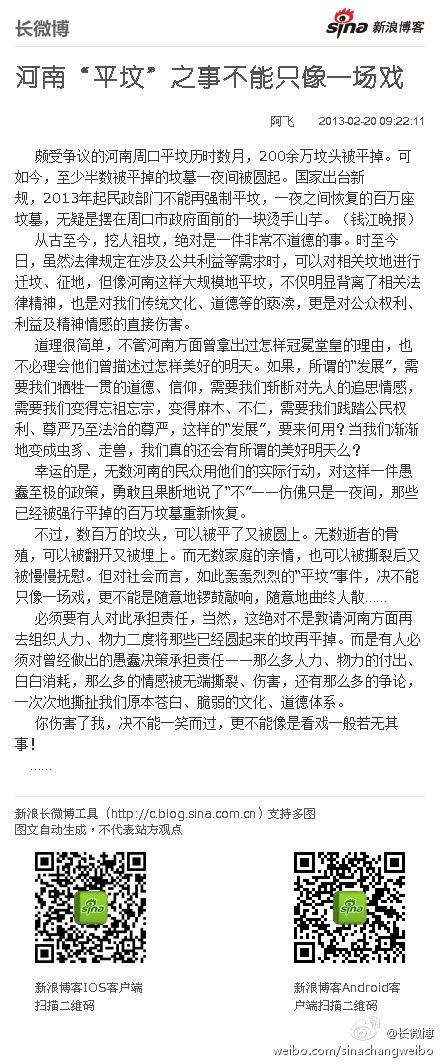 长微博
sina 新浪博客
河南“平坟”之事不能只像一场戏
阿飞 2013-02-20 09:22:11
颇受争议的河南周口平坟历时数月，200余万坟头被平掉。可
如今，至少半数被平掉的坟墓一夜间被圆起。国家出台新
规，2013年起民政部门不能再强制平坟，一夜之间恢复的百万座
坟墓，无疑是摆在周口市政府面前的一块烫手山芋。（钱江晚报）
从古至今，挖人祖坟，绝对是一件非常不道德的事。时至今
日，虽然法律规定在涉及公共利益等需求时，可以对相关坟地进行
迁坟、征地，但像河南这样大规模地平坟，不仅明显背离了相关法
律精神，也是对我们传统文化、道德等的亵渎，更是对公众权利、
利益及精神情感的直接伤害。
道理很简单，不管河南方面曾拿出过怎样冠冕堂皇的理由，也
不必理会他们曾描述过怎样美好的明天。如果，所谓的“发展”，需
要我们牺牲一贯的道德、信仰，需要我们斩断对先人的追思情感，
需要我们变得忘祖忘宗，变得麻木、不仁，需要我们践踏公民权
利、尊严乃至法治的尊严，这样的“发展”，要来何用？当我们渐渐
地变成虫豸、走兽，我们真的还会有所谓的美好明天么？
幸运的是，无数河南的民众用他们的实际行动，对这样一件愚
蠢至极的政策，勇敢且果断地说了“不”——仿佛只是一夜间，那些
已经被强行平掉的百万坟墓重新恢复。
不过，数百万的坟头，可以被平了又被圆上。无数逝者的骨
殖，可以被翻开又被埋上。而无数家庭的亲情，也可以被撕裂后又
被慢慢抚慰。但对社会而言，如此轰轰烈烈的“平坟”事件，决不能
只像一场戏，更不能是随意地锣鼓敲响，随意地曲终人散……
必须要有人对此承担责任，当然，这绝对不是敦请河南方面再
去组织人力、物力二度将那些已经圆起来的坟再平掉。而是有人必
须对曾经做出的愚蠢决策承担责任——那么多人力、物力的付出、
白白消耗，那么多的情感被无端撕裂、伤害，还有那么多的争论，
一次次地撕扯我们原本苍白、脆弱的文化、道德体系。
你伤害了我，决不能一笑而过，更不能像是看戏一般若无其
事！
……
新浪长微博工具（http://c.blog.sina.com.cn）支持多图
图文自动生成，不代表站方观点
sina
sina
新浪博客IOS客户端
扫描二维码
新浪博客Android客
户端扫描二维码
@长微博
weibo.com/sinachangweibo